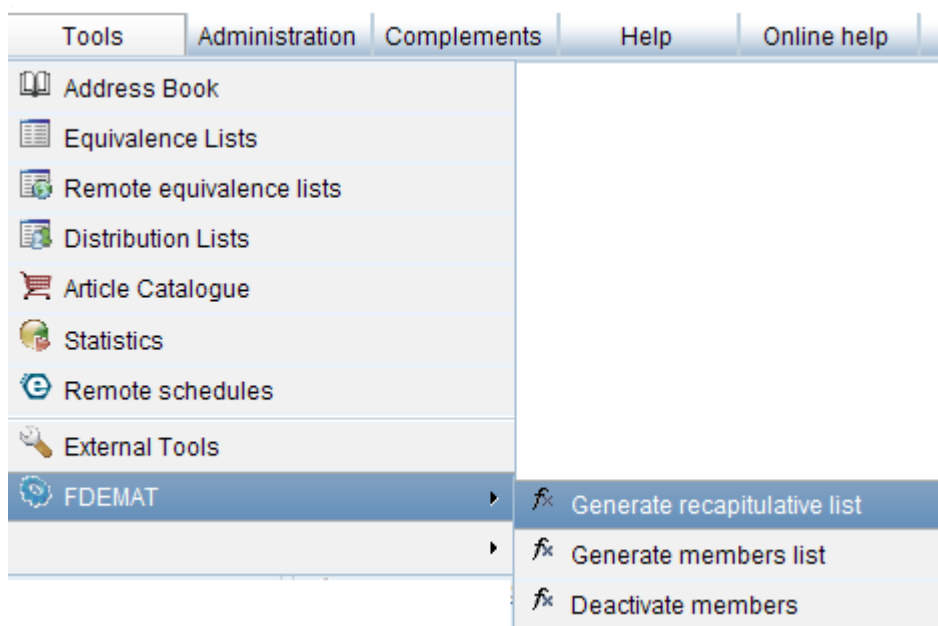 Tools Administration Complements Help Online help
Address Book
Equivalence Lists
Remote equivalence lists
Distribution Lists
Article Catalogue
Statistics
Remote schedules
External Tools
FDEMAT
Generate recapitulative list
Generate members list
Deactivate members